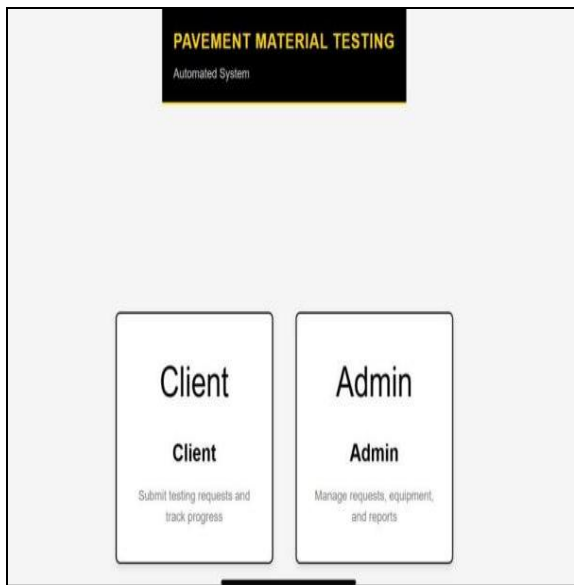 PAVEMENT MATERIAL TESTING
Automated System
Client
Client
Submit testing requests and
track progress
Admin
Admin
Manage requests, equipment,
and reports